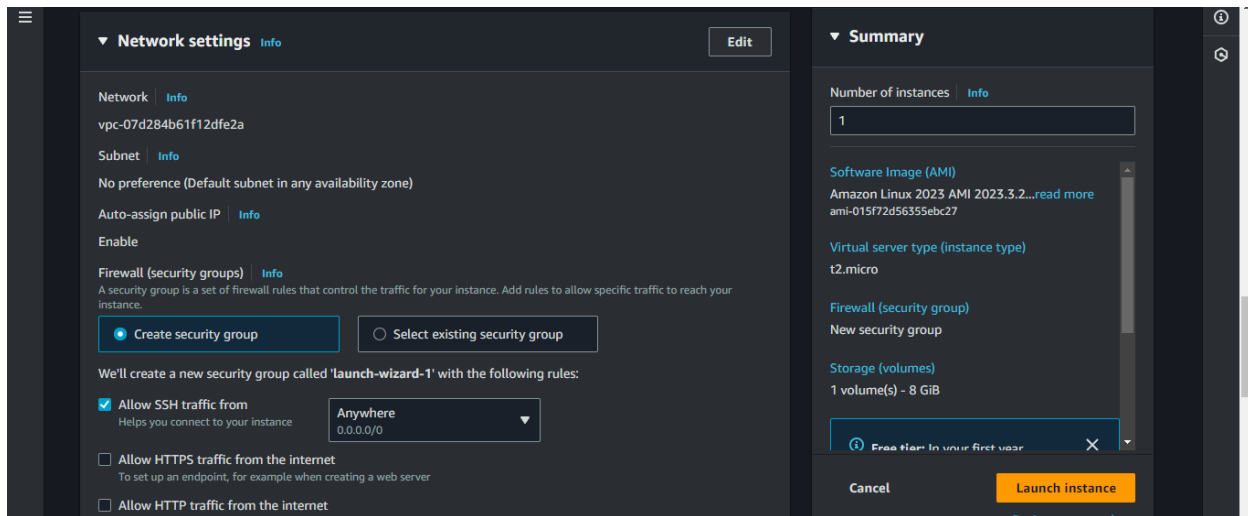 Network settings Info
Edit
Network Info
vpc-07d284b61f12dfe2a
Subnet Info
No preference (Default subnet in any availability zone)
Auto-assign public IP Info
Enable
Firewall (security groups) Info
A security group is a set of firewall rules that control the traffic for your instance. Add rules to allow specific traffic to reach your
instance.
Create security group
Select existing security group
We'll create a new security group called 'launch-wizard-1' with the following rules:
Allow SSH traffic from
Helps you connect to your instance
Anywhere
0.0.0.0/0
Allow HTTPS traffic from the internet
To set up an endpoint, for example when creating a web server
Allow HTTP traffic from the internet
Summary
Number of instances Info
1
Software Image (AMI)
Amazon Linux 2023 AMI 2023.3.2...read more
ami-015f72d56355ebc27
Virtual server type (instance type)
t2.micro
Firewall (security group)
New security group
Storage (volumes)
1 volume(s) - 8 GiB
Free tier: In your first year
Cancel
Launch instance